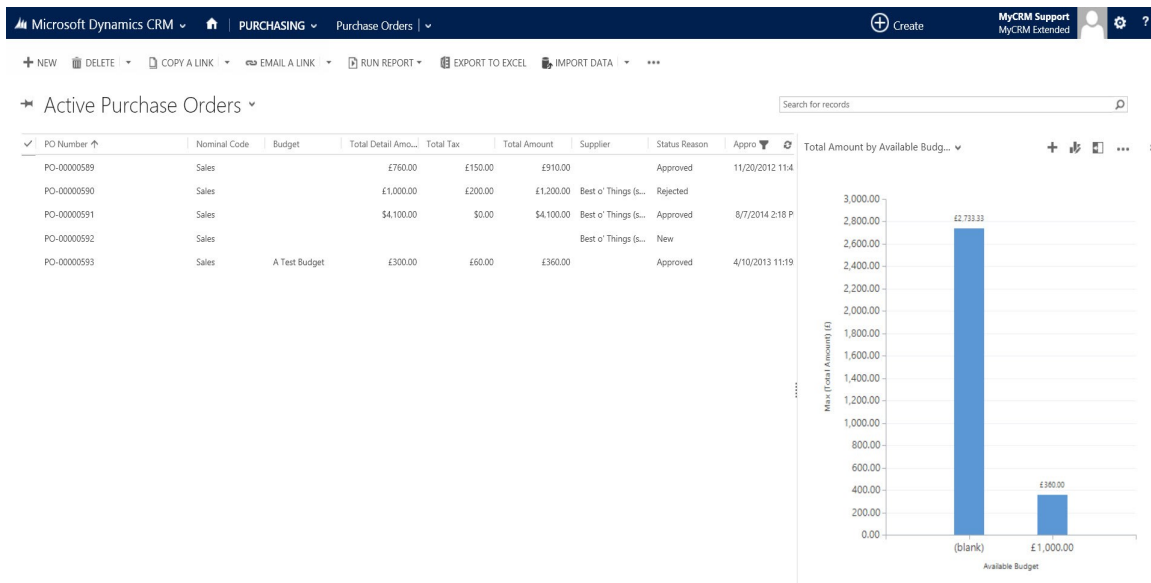 Microsoft Dynamics CRM PURCHASING Purchase Orders Create MyCRM Support MyCRM Extended ?
NEW DELETE COPY A LINK EMAIL A LINK RUN REPORT EXPORT TO EXCEL IMPORT DATA
Active Purchase Orders
Search for records
PO Number Nominal Code Budget Total Detail Amo... Total Tax Total Amount Supplier Status Reason Appro
PO-00000589 Sales £760.00 £150.00 £910.00 Approved 11/20/2012 11:4
PO-00000590 Sales £1,000.00 £200.00 £1,200.00 Best o' Things (s... Rejected
PO-00000591 Sales $4,100.00 $0.00 $4,100.00 Best o' Things (s... Approved 8/7/2014 2:18 P
PO-00000592 Sales Best o' Things (s... New
PO-00000593 Sales A Test Budget £300.00 £60.00 £360.00 Approved 4/10/2013 11:19
Total Amount by Available Budg...
3,000.00
2,800.00
2,600.00
2,400.00
2,200.00
2,000.00
1,800.00
1,600.00
1,400.00
1,200.00
1,000.00
800.00
600.00
400.00
200.00
0.00
Max (Total Amount) (£)
£2,733.33
£360.00
(blank) £1,000.00
Available Budget